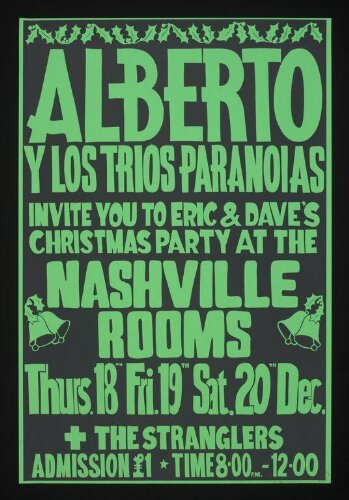 ALBERTO
Y LOS TRIOS PARANOIAS
INVITE YOU TO ERIC & DAVE'S
CHRISTMAS PARTY AT THE
NASHVILLE
ROOMS
Thurs. 18TH Fri. 19TH Sat. 20TH Dec.
+ THE STRANGLERS
ADMISSION £1 ★ TIME 8·00 P.M. -12·00